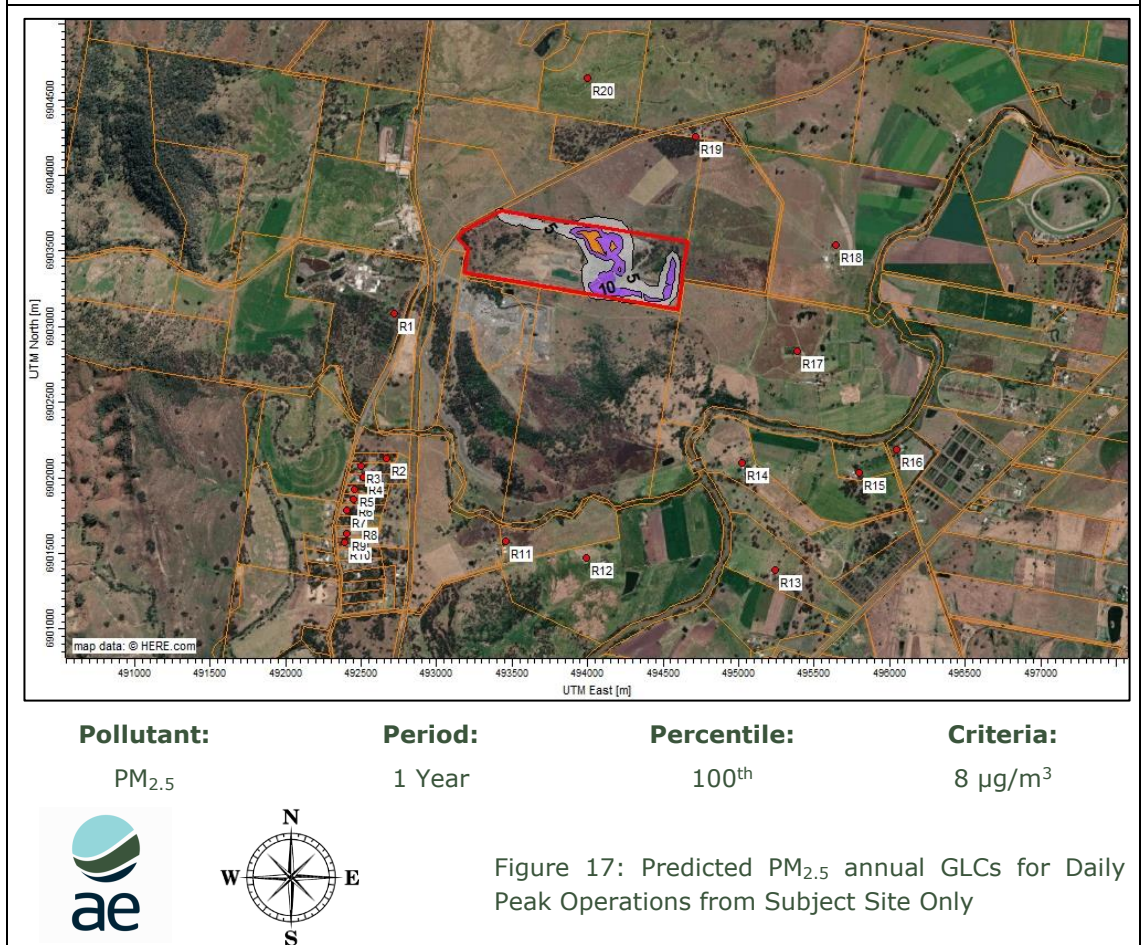 R20
R19
5
R18
5
10
R1
R17
R2
R3
R4
R5
R6
R7
R8
R9
R10
R14
R15
R16
R11
R12
R13
6904500
6904000
6903500
6903000
6902500
6902000
6901500
6901000
UTM North [m]
map data: © HERE.com
491000 491500 492000 492500 493000 493500 494000 494500 495000 495500 496000 496500 497000
UTM East [m]
Pollutant: Period: Percentile: Criteria:
PM2.5 1 Year 100th 8 µg/m³
N
W E
S
ae
Figure 17: Predicted PM2.5 annual GLCs for Daily
Peak Operations from Subject Site Only